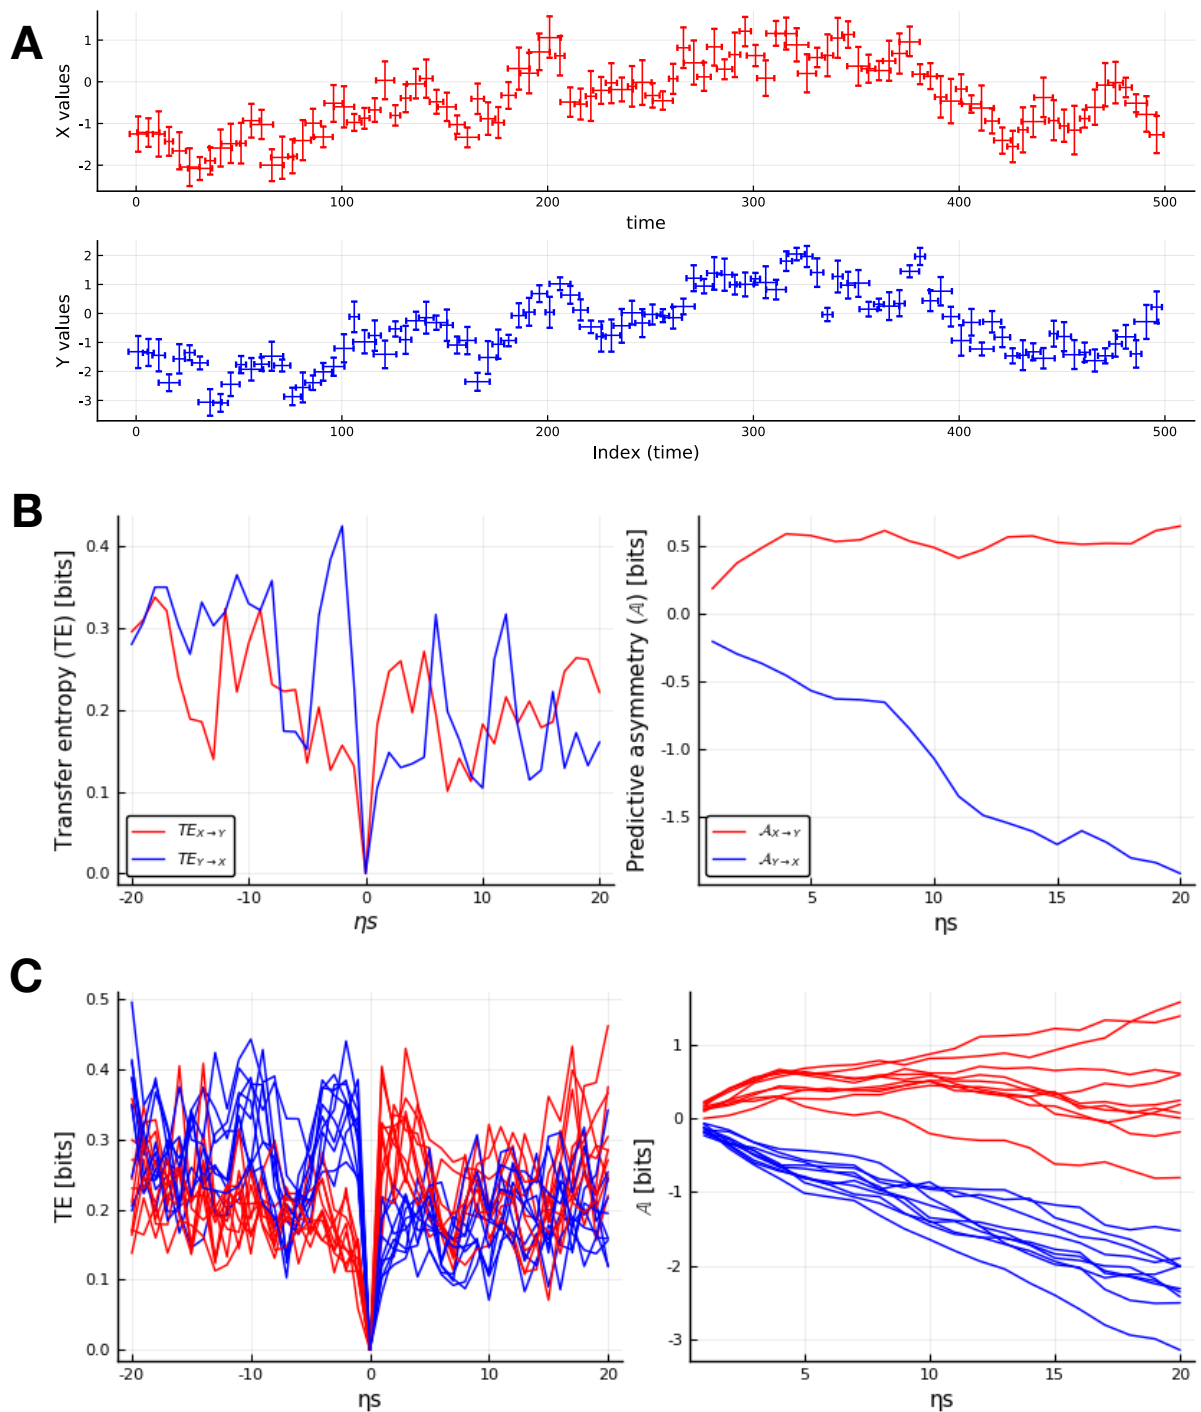 A
X values
1
0
-1
-2
0 100 200 300 400 500
time
Y values
2
1
0
-1
-2
-3
0 100 200 300 400 500
Index (time)
B
Transfer entropy (TE) [bits]
0.4
0.3
0.2
0.1
0.0
TE X→Y
TE Y→X
-20 -10 0 10 20
ηs
Predictive asymmetry (𝔸) [bits]
0.5
0.0
-0.5
-1.0
-1.5
𝒜 X→Y
𝒜 Y→X
5 10 15 20
ηs
C
TE [bits]
0.5
0.4
0.3
0.2
0.1
0.0
-20 -10 0 10 20
ηs
𝔸 [bits]
1
0
-1
-2
-3
5 10 15 20
ηs